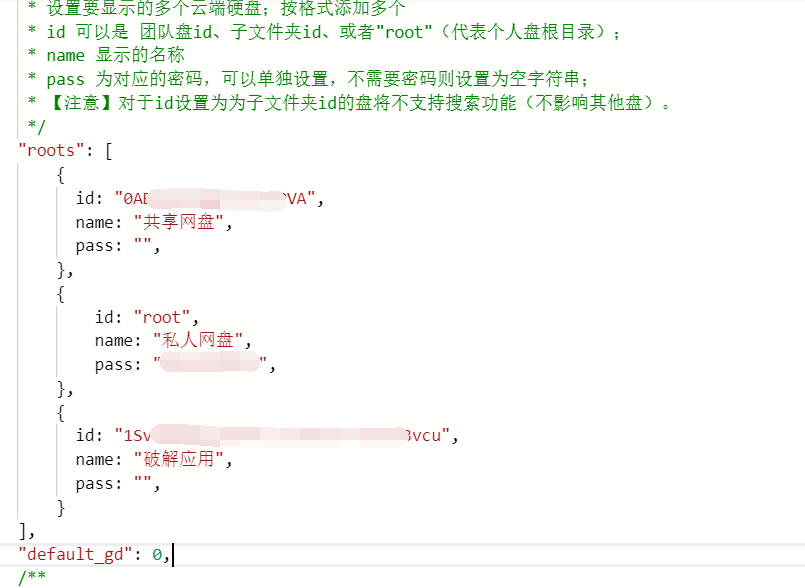 * 设置要显示的多个云端硬盘；按格式添加多个
* id 可以是 团队盘id、子文件夹id、或者"root"（代表个人盘根目录）；
* name 显示的名称
* pass 为对应的密码，可以单独设置，不需要密码则设置为空字符串；
* 【注意】对于id设置为为子文件夹id的盘将不支持搜索功能（不影响其他盘）。
*/
"roots": [
{
id: "0A VA",
name: "共享网盘",
pass: "",
},
{
id: "root",
name: "私人网盘",
pass: " ",
},
{
id: "1Sv vcu",
name: "破解应用",
pass: "",
}
],
"default_gd": 0,
/**